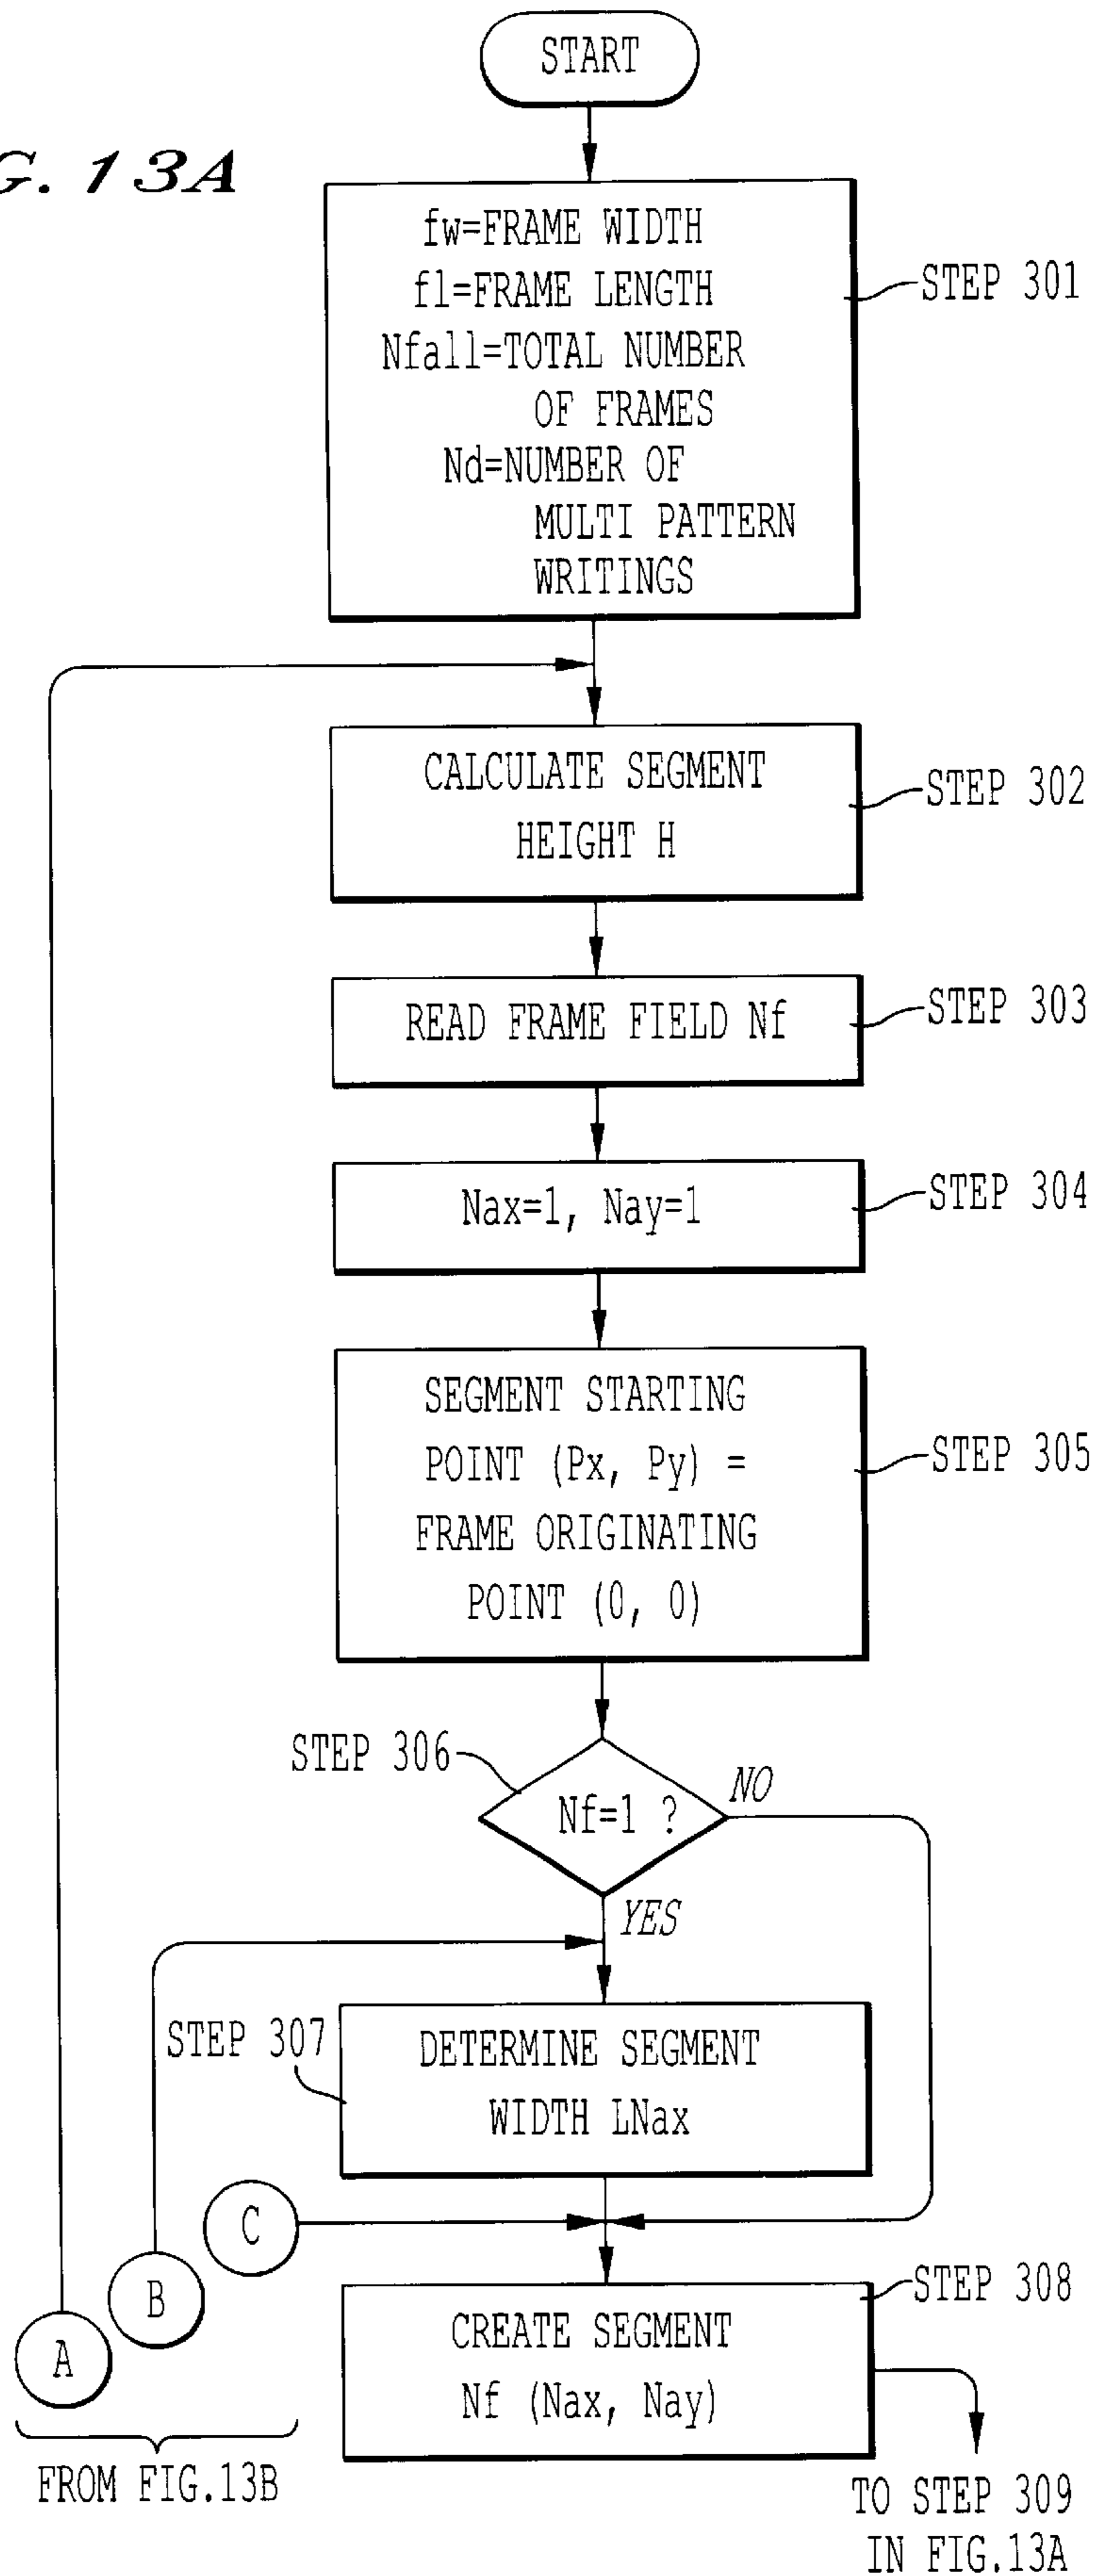 START
G. 13A
fw=FRAME WIDTH
fl=FRAME LENGTH
Nfall=TOTAL NUMBER
OF FRAMES
Nd=NUMBER OF
MULTI PATTERN
WRITINGS
STEP 301
CALCULATE SEGMENT
HEIGHT H
STEP 302
READ FRAME FIELD Nf
STEP 303
Nax=1, Nay=1
STEP 304
SEGMENT STARTING
POINT (Px, Py) =
FRAME ORIGINATING
POINT (0, 0)
STEP 305
STEP 306
Nf=1 ?
NO
YES
STEP 307
DETERMINE SEGMENT
WIDTH LNax
C
B
A
STEP 308
CREATE SEGMENT
Nf (Nax, Nay)
FROM FIG.13B
TO STEP 309
IN FIG.13A